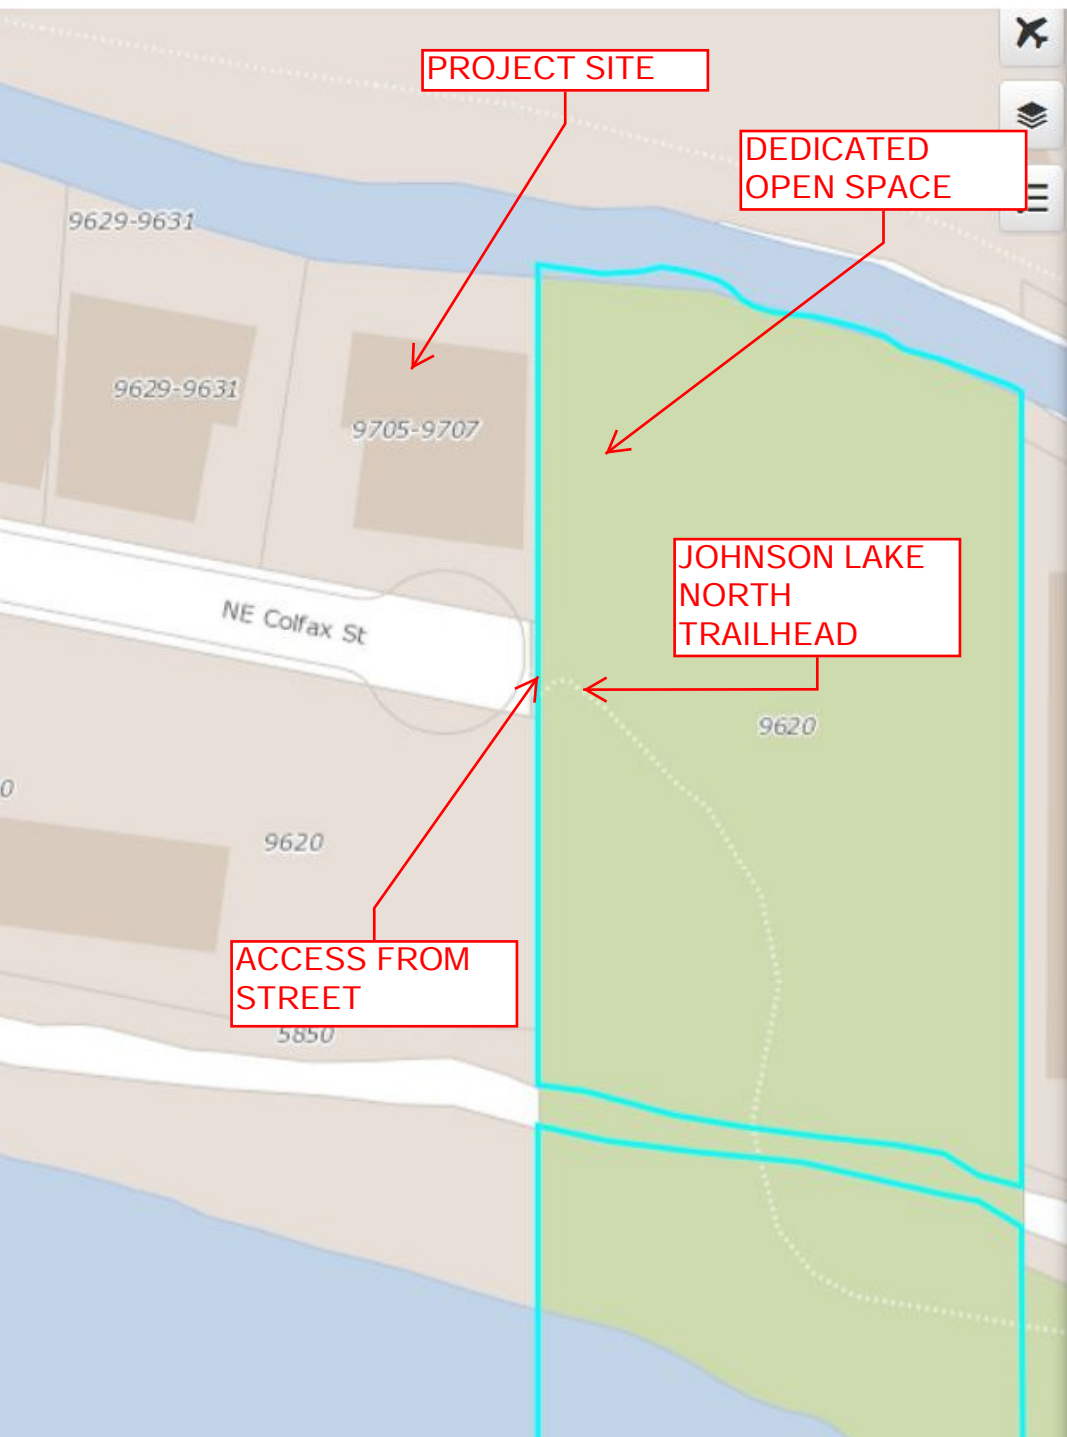 PROJECT SITE
DEDICATED
OPEN SPACE
9629-9631
9629-9631
9705-9707
JOHNSON LAKE
NORTH
TRAILHEAD
NE Colfax St
9620
0
9620
ACCESS FROM
STREET
5850